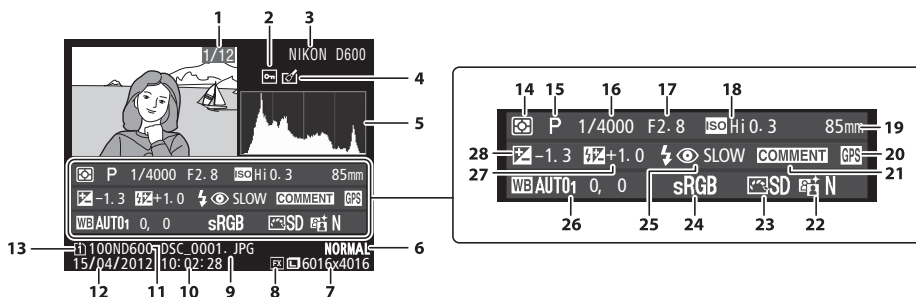 1 2 3
1/12 NIKON D600
4
5
P 1/4000 F2.8 ISO Hi0.3 85mm
-1.3 +1.0 SLOW COMMENT GPS
WB AUTO1 0, 0 sRGB SD N
13 100ND600 DSC_0001.JPG NORMAL 6
15/04/2012 10:02:28 FX L 6016x4016
12 11 10 9 8 7
14 15 16 17 18
P 1/4000 F2.8 ISO Hi0.3 85mm 19
28 -1.3 +1.0 SLOW COMMENT GPS 20
27 21
WB AUTO1 0, 0 sRGB SD N
26 25 24 23 22